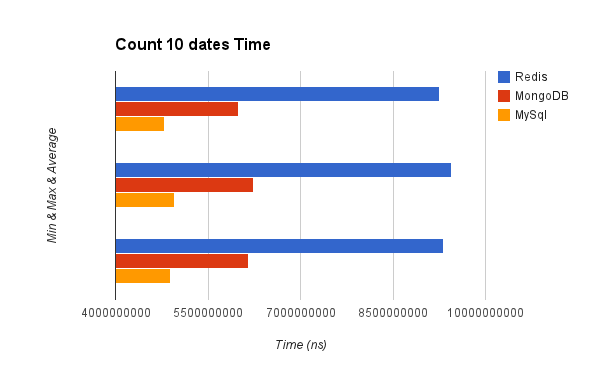 Count 10 dates Time
Redis
MongoDB
MySql
Min & Max & Average
4000000000 5500000000 7000000000 8500000000 10000000000
Time (ns)